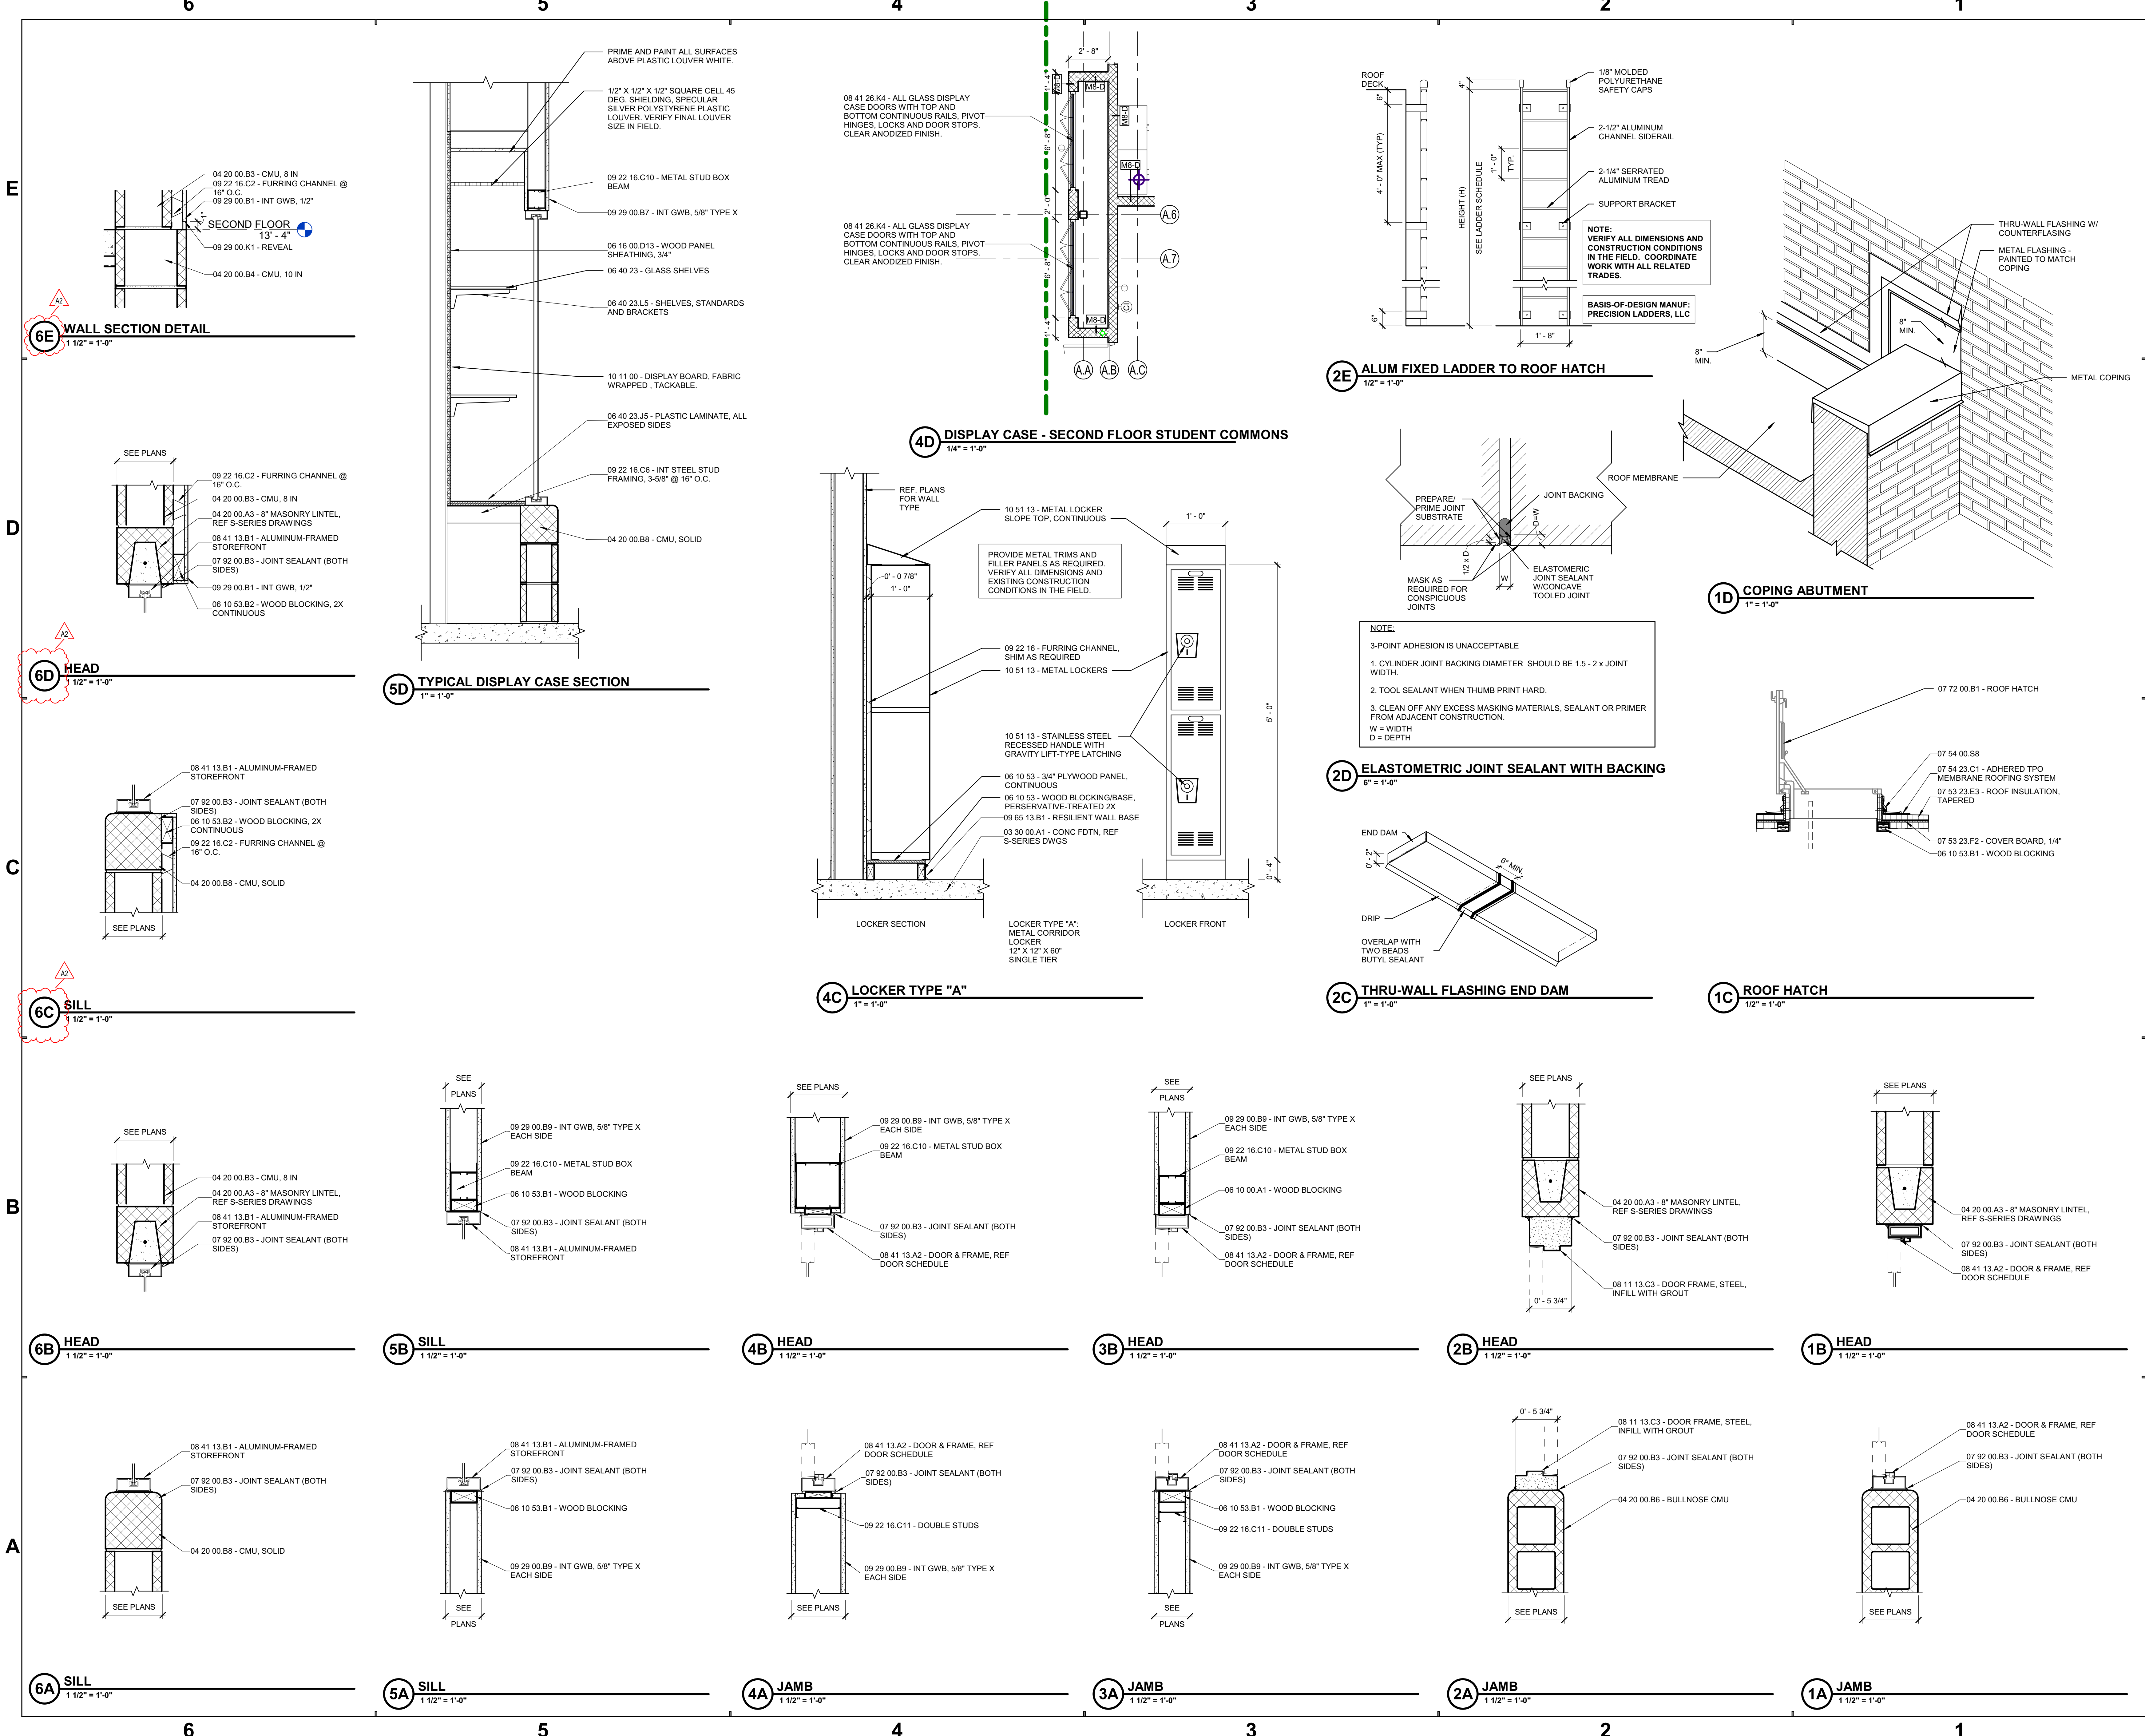 6
5
4
3
2
1
E
D
C
B
A
04 20 00.B3 - CMU, 8 IN
09 22 16.C2 - FURRING CHANNEL @
16" O.C.
09 29 00.B1 - INT GWB, 1/2"
1"
SECOND FLOOR
13' - 4"
09 29 00.K1 - REVEAL
04 20 00.B4 - CMU, 10 IN
A2
6E
WALL SECTION DETAIL
1 1/2" = 1'-0"
SEE PLANS
09 22 16.C2 - FURRING CHANNEL @
16" O.C.
04 20 00.B3 - CMU, 8 IN
04 20 00.A3 - 8" MASONRY LINTEL,
REF S-SERIES DRAWINGS
08 41 13.B1 - ALUMINUM-FRAMED
STOREFRONT
07 92 00.B3 - JOINT SEALANT (BOTH
SIDES)
09 29 00.B1 - INT GWB, 1/2"
06 10 53.B2 - WOOD BLOCKING, 2X
CONTINUOUS
A2
6D
HEAD
1 1/2" = 1'-0"
08 41 13.B1 - ALUMINUM-FRAMED
STOREFRONT
07 92 00.B3 - JOINT SEALANT (BOTH
SIDES)
06 10 53.B2 - WOOD BLOCKING, 2X
CONTINUOUS
09 22 16.C2 - FURRING CHANNEL @
16" O.C.
04 20 00.B8 - CMU, SOLID
SEE PLANS
A2
6C
SILL
1 1/2" = 1'-0"
PRIME AND PAINT ALL SURFACES
ABOVE PLASTIC LOUVER WHITE.
1/2" X 1/2" X 1/2" SQUARE CELL 45
DEG. SHIELDING, SPECULAR
SILVER POLYSTYRENE PLASTIC
LOUVER. VERIFY FINAL LOUVER
SIZE IN FIELD.
09 22 16.C10 - METAL STUD BOX
BEAM
09 29 00.B7 - INT GWB, 5/8" TYPE X
06 16 00.D13 - WOOD PANEL
SHEATHING, 3/4"
06 40 23 - GLASS SHELVES
06 40 23.L5 - SHELVES, STANDARDS
AND BRACKETS
10 11 00 - DISPLAY BOARD, FABRIC
WRAPPED , TACKABLE.
06 40 23.J5 - PLASTIC LAMINATE, ALL
EXPOSED SIDES
09 22 16.C6 - INT STEEL STUD
FRAMING, 3-5/8" @ 16" O.C.
04 20 00.B8 - CMU, SOLID
5D
TYPICAL DISPLAY CASE SECTION
1" = 1'-0"
2' - 8"
1' - 4"
6' - 8"
2' - 0"
6' - 8"
1' - 4"
M8-D
M8-D
M8-D
M8-D
M8-D
08 41 26.K4 - ALL GLASS DISPLAY
CASE DOORS WITH TOP AND
BOTTOM CONTINUOUS RAILS, PIVOT
HINGES, LOCKS AND DOOR STOPS.
CLEAR ANODIZED FINISH.
08 41 26.K4 - ALL GLASS DISPLAY
CASE DOORS WITH TOP AND
BOTTOM CONTINUOUS RAILS, PIVOT
HINGES, LOCKS AND DOOR STOPS.
CLEAR ANODIZED FINISH.
A.6
A.7
C1
A.A
A.B
A.C
4D
DISPLAY CASE - SECOND FLOOR STUDENT COMMONS
1/4" = 1'-0"
REF. PLANS
FOR WALL
TYPE
10 51 13 - METAL LOCKER
SLOPE TOP, CONTINUOUS
PROVIDE METAL TRIMS AND
FILLER PANELS AS REQUIRED.
VERIFY ALL DIMENSIONS AND
EXISTING CONSTRUCTION
CONDITIONS IN THE FIELD.
0' - 0 7/8"
1' - 0"
1' - 0"
5' - 0"
0' - 4"
09 22 16 - FURRING CHANNEL,
SHIM AS REQUIRED
10 51 13 - METAL LOCKERS
10 51 13 - STAINLESS STEEL
RECESSED HANDLE WITH
GRAVITY LIFT-TYPE LATCHING
06 10 53 - 3/4" PLYWOOD PANEL,
CONTINUOUS
06 10 53 - WOOD BLOCKING/BASE,
PERSERVATIVE-TREATED 2X
09 65 13.B1 - RESILIENT WALL BASE
03 30 00.A1 - CONC FDTN, REF
S-SERIES DWGS
LOCKER SECTION
LOCKER TYPE "A":
METAL CORRIDOR
LOCKER
12" X 12" X 60"
SINGLE TIER
LOCKER FRONT
4C
LOCKER TYPE "A"
1" = 1'-0"
ROOF
DECK
6"
4' - 0" MAX (TYP)
6"
4"
HEIGHT (H)
SEE LADDER SCHEDULE
1' - 0"
TYP.
1' - 8"
1/8" MOLDED
POLYURETHANE
SAFETY CAPS
2-1/2" ALUMINUM
CHANNEL SIDERAIL
2-1/4" SERRATED
ALUMINUM TREAD
SUPPORT BRACKET
NOTE:
VERIFY ALL DIMENSIONS AND
CONSTRUCTION CONDITIONS
IN THE FIELD. COORDINATE
WORK WITH ALL RELATED
TRADES.
BASIS-OF-DESIGN MANUF:
PRECISION LADDERS, LLC
2E
ALUM FIXED LADDER TO ROOF HATCH
1/2" = 1'-0"
PREPARE/
PRIME JOINT
SUBSTRATE
JOINT BACKING
D=W
1/2 x D
W
MASK AS
REQUIRED FOR
CONSPICUOUS
JOINTS
ELASTOMERIC
JOINT SEALANT
W/CONCAVE
TOOLED JOINT
NOTE:
3-POINT ADHESION IS UNACCEPTABLE
1. CYLINDER JOINT BACKING DIAMETER SHOULD BE 1.5 - 2 x JOINT
WIDTH.
2. TOOL SEALANT WHEN THUMB PRINT HARD.
3. CLEAN OFF ANY EXCESS MASKING MATERIALS, SEALANT OR PRIMER
FROM ADJACENT CONSTRUCTION.
W = WIDTH
D = DEPTH
2D
ELASTOMETRIC JOINT SEALANT WITH BACKING
6" = 1'-0"
END DAM
0' - 2"
6" MIN.
DRIP
OVERLAP WITH
TWO BEADS
BUTYL SEALANT
2C
THRU-WALL FLASHING END DAM
1" = 1'-0"
THRU-WALL FLASHING W/
COUNTERFLASING
METAL FLASHING -
PAINTED TO MATCH
COPING
8"
MIN.
8"
MIN.
METAL COPING
ROOF MEMBRANE
1D
COPING ABUTMENT
1" = 1'-0"
07 72 00.B1 - ROOF HATCH
07 54 00.S8
07 54 23.C1 - ADHERED TPO
MEMBRANE ROOFING SYSTEM
07 53 23.E3 - ROOF INSULATION,
TAPERED
07 53 23.F2 - COVER BOARD, 1/4"
06 10 53.B1 - WOOD BLOCKING
1C
ROOF HATCH
1/2" = 1'-0"
SEE PLANS
04 20 00.B3 - CMU, 8 IN
04 20 00.A3 - 8" MASONRY LINTEL,
REF S-SERIES DRAWINGS
08 41 13.B1 - ALUMINUM-FRAMED
STOREFRONT
07 92 00.B3 - JOINT SEALANT (BOTH
SIDES)
6B
HEAD
1 1/2" = 1'-0"
SEE
PLANS
09 29 00.B9 - INT GWB, 5/8" TYPE X
EACH SIDE
09 22 16.C10 - METAL STUD BOX
BEAM
06 10 53.B1 - WOOD BLOCKING
07 92 00.B3 - JOINT SEALANT (BOTH
SIDES)
08 41 13.B1 - ALUMINUM-FRAMED
STOREFRONT
5B
SILL
1 1/2" = 1'-0"
SEE PLANS
09 29 00.B9 - INT GWB, 5/8" TYPE X
EACH SIDE
09 22 16.C10 - METAL STUD BOX
BEAM
07 92 00.B3 - JOINT SEALANT (BOTH
SIDES)
08 41 13.A2 - DOOR & FRAME, REF
DOOR SCHEDULE
4B
HEAD
1 1/2" = 1'-0"
SEE
PLANS
09 29 00.B9 - INT GWB, 5/8" TYPE X
EACH SIDE
09 22 16.C10 - METAL STUD BOX
BEAM
06 10 00.A1 - WOOD BLOCKING
07 92 00.B3 - JOINT SEALANT (BOTH
SIDES)
08 41 13.A2 - DOOR & FRAME, REF
DOOR SCHEDULE
3B
HEAD
1 1/2" = 1'-0"
SEE PLANS
04 20 00.A3 - 8" MASONRY LINTEL,
REF S-SERIES DRAWINGS
07 92 00.B3 - JOINT SEALANT (BOTH
SIDES)
08 11 13.C3 - DOOR FRAME, STEEL,
INFILL WITH GROUT
0' - 5 3/4"
2B
HEAD
1 1/2" = 1'-0"
SEE PLANS
04 20 00.A3 - 8" MASONRY LINTEL,
REF S-SERIES DRAWINGS
07 92 00.B3 - JOINT SEALANT (BOTH
SIDES)
08 41 13.A2 - DOOR & FRAME, REF
DOOR SCHEDULE
1B
HEAD
1 1/2" = 1'-0"
08 41 13.B1 - ALUMINUM-FRAMED
STOREFRONT
07 92 00.B3 - JOINT SEALANT (BOTH
SIDES)
04 20 00.B8 - CMU, SOLID
SEE PLANS
6A
SILL
1 1/2" = 1'-0"
08 41 13.B1 - ALUMINUM-FRAMED
STOREFRONT
07 92 00.B3 - JOINT SEALANT (BOTH
SIDES)
06 10 53.B1 - WOOD BLOCKING
09 29 00.B9 - INT GWB, 5/8" TYPE X
EACH SIDE
SEE
PLANS
5A
SILL
1 1/2" = 1'-0"
08 41 13.A2 - DOOR & FRAME, REF
DOOR SCHEDULE
07 92 00.B3 - JOINT SEALANT (BOTH
SIDES)
09 22 16.C11 - DOUBLE STUDS
09 29 00.B9 - INT GWB, 5/8" TYPE X
EACH SIDE
SEE PLANS
4A
JAMB
1 1/2" = 1'-0"
08 41 13.A2 - DOOR & FRAME, REF
DOOR SCHEDULE
07 92 00.B3 - JOINT SEALANT (BOTH
SIDES)
06 10 53.B1 - WOOD BLOCKING
09 22 16.C11 - DOUBLE STUDS
09 29 00.B9 - INT GWB, 5/8" TYPE X
EACH SIDE
SEE
PLANS
3A
JAMB
1 1/2" = 1'-0"
0' - 5 3/4"
08 11 13.C3 - DOOR FRAME, STEEL,
INFILL WITH GROUT
07 92 00.B3 - JOINT SEALANT (BOTH
SIDES)
04 20 00.B6 - BULLNOSE CMU
SEE PLANS
2A
JAMB
1 1/2" = 1'-0"
08 41 13.A2 - DOOR & FRAME, REF
DOOR SCHEDULE
07 92 00.B3 - JOINT SEALANT (BOTH
SIDES)
04 20 00.B6 - BULLNOSE CMU
SEE PLANS
1A
JAMB
1 1/2" = 1'-0"
6
5
4
3
2
1